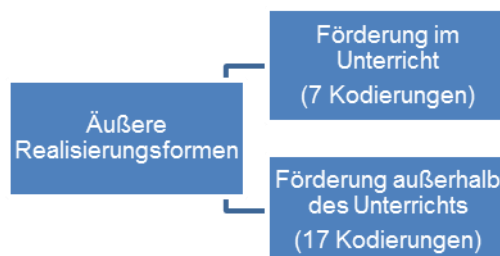 Äußere
Realisierungsformen
Förderung im
Unterricht
(7 Kodierungen)
Förderung außerhalb
des Unterrichts
(17 Kodierungen)